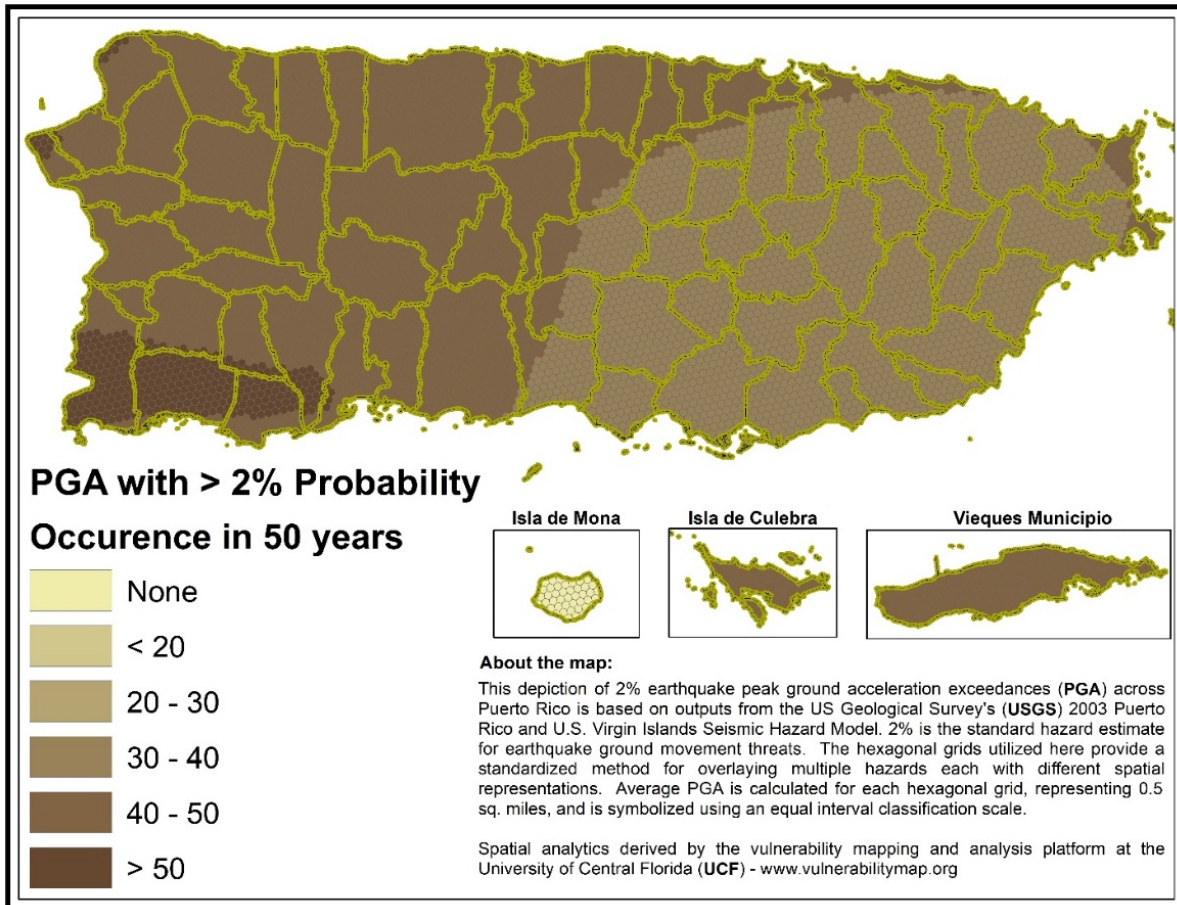 PGA with > 2% Probability
Occurence in 50 years
None
< 20
20 - 30
30 - 40
40 - 50
> 50
Isla de Mona
Isla de Culebra
Vieques Municipio
About the map:
This depiction of 2% earthquake peak ground acceleration exceedances (PGA) across
Puerto Rico is based on outputs from the US Geological Survey's (USGS) 2003 Puerto
Rico and U.S. Virgin Islands Seismic Hazard Model. 2% is the standard hazard estimate
for earthquake ground movement threats. The hexagonal grids utilized here provide a
standardized method for overlaying multiple hazards each with different spatial
representations. Average PGA is calculated for each hexagonal grid, representing 0.5
sq. miles, and is symbolized using an equal interval classification scale.
Spatial analytics derived by the vulnerability mapping and analysis platform at the
University of Central Florida (UCF) - www.vulnerabilitymap.org